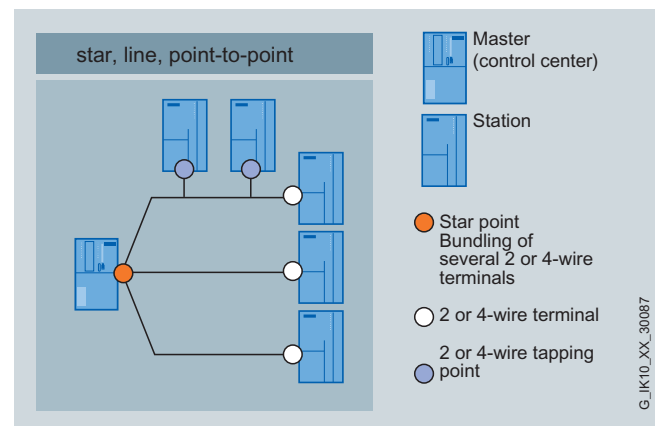 star, line, point-to-point
Master
(control center)
Station
Star point
Bundling of
several 2 or 4-wire
terminals
2 or 4-wire terminal
2 or 4-wire tapping
point
G_IK10_XX_30087